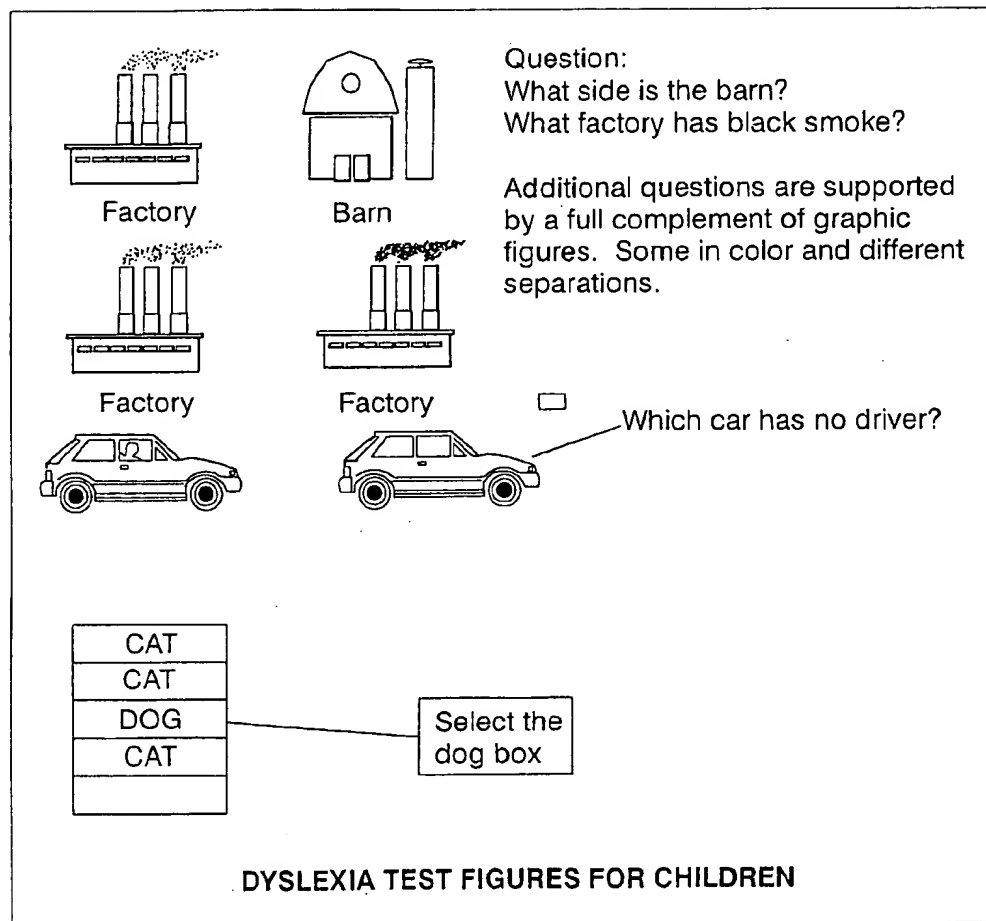 Question:
What side is the barn?
What factory has black smoke?
Factory
Barn
Additional questions are supported
by a full complement of graphic
figures. Some in color and different
separations.
Factory
Factory
Which car has no driver?
CAT
CAT
DOG
CAT
Select the
dog box
DYSLEXIA TEST FIGURES FOR CHILDREN